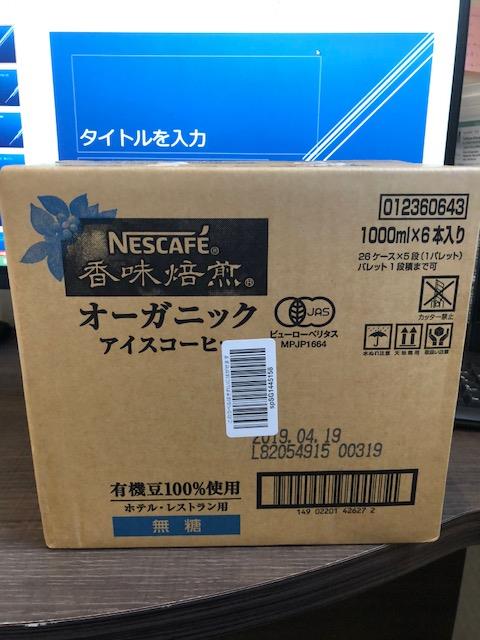 タイトルを入力
012360643
1000ml×6本入り
26ケース×5段(1パレット)
パレット1段積まで可
NESCAFÉ®
香味焙煎®
オーガニック
アイスコーヒ
JAS
ビューローベリタス
MPJP1664
カッター禁止
水ぬれ注意
天地無用
取扱い注意
spSG1445156
2019.04.19
L82054915 00319
有機豆100%使用
ホテル・レストラン用
無糖
149 02201 42627 2